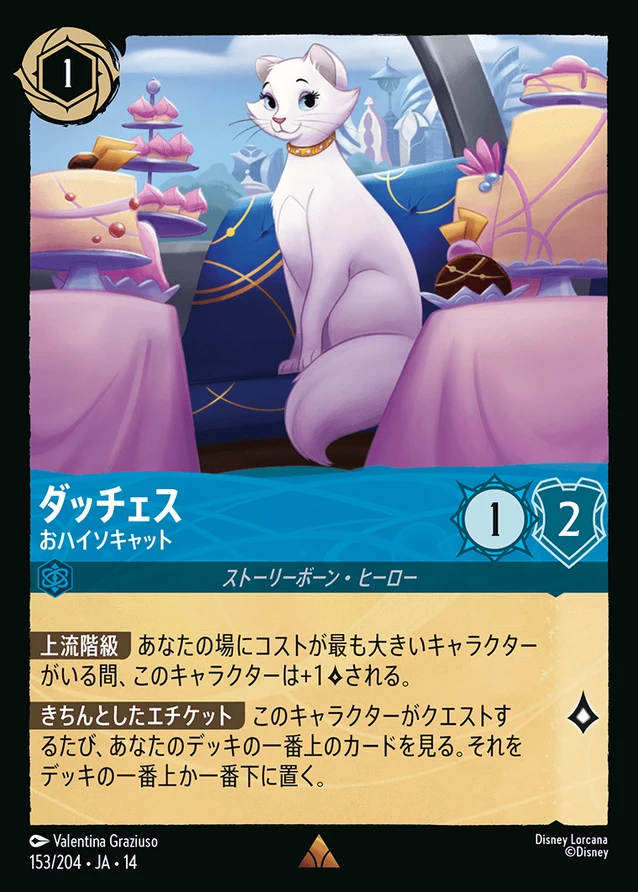 1
ダッチェス
おハイソキャット
1
2
ストーリーボーン・ヒーロー
上流階級 あなたの場にコストが最も大きいキャラクター
がいる間、このキャラクターは+1される。
きちんとしたエチケット このキャラクターがクエストす
るたび、あなたのデッキの一番上のカードを見る。それを
デッキの一番上か一番下に置く。
Valentina Graziuso
153/204・JA・14
Disney Lorcana
©Disney